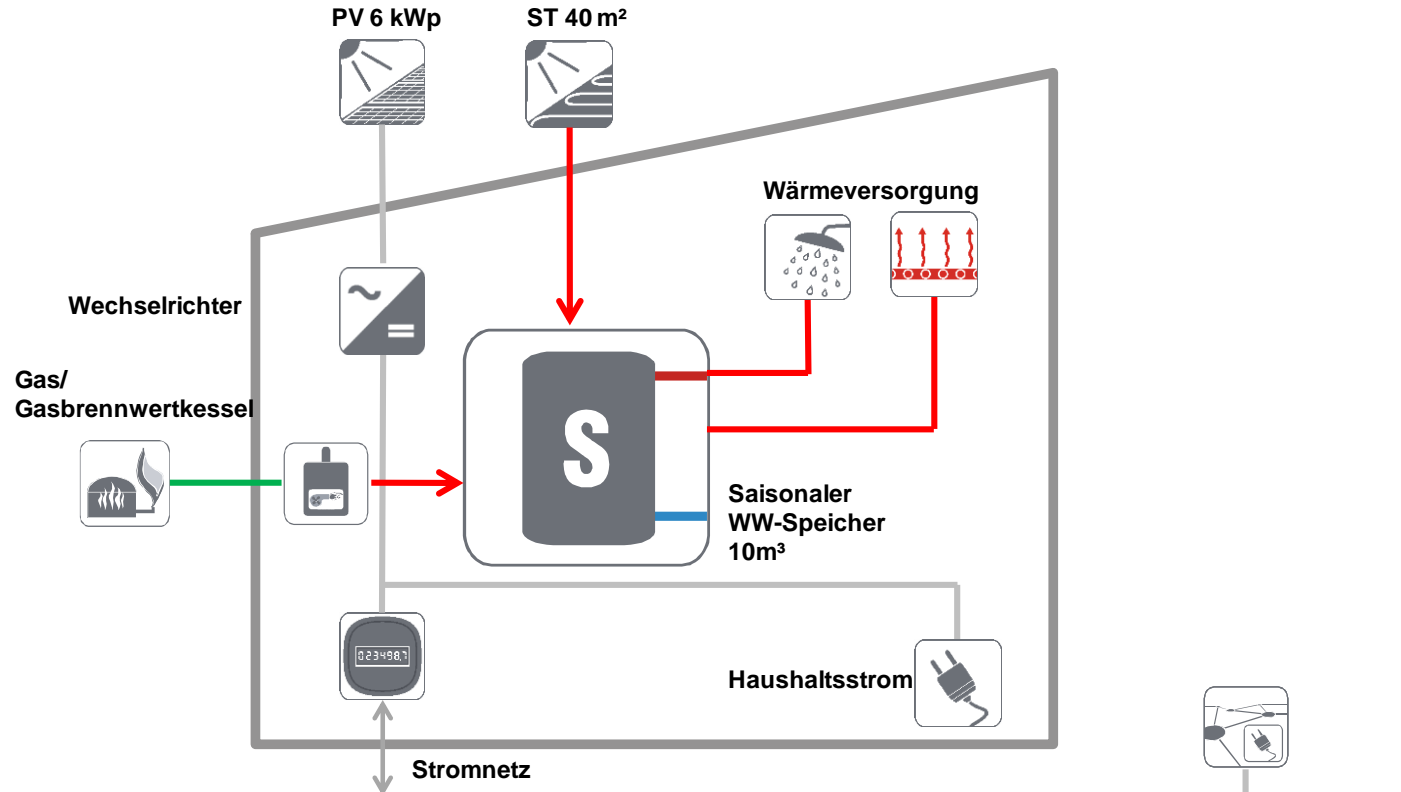 PV 6 kWp
ST 40 m²
Wärmeversorgung
Wechselrichter
Gas/
Gasbrennwertkessel
S
Saisonaler
WW-Speicher
10m³
023498,7
Haushaltsstrom
Stromnetz